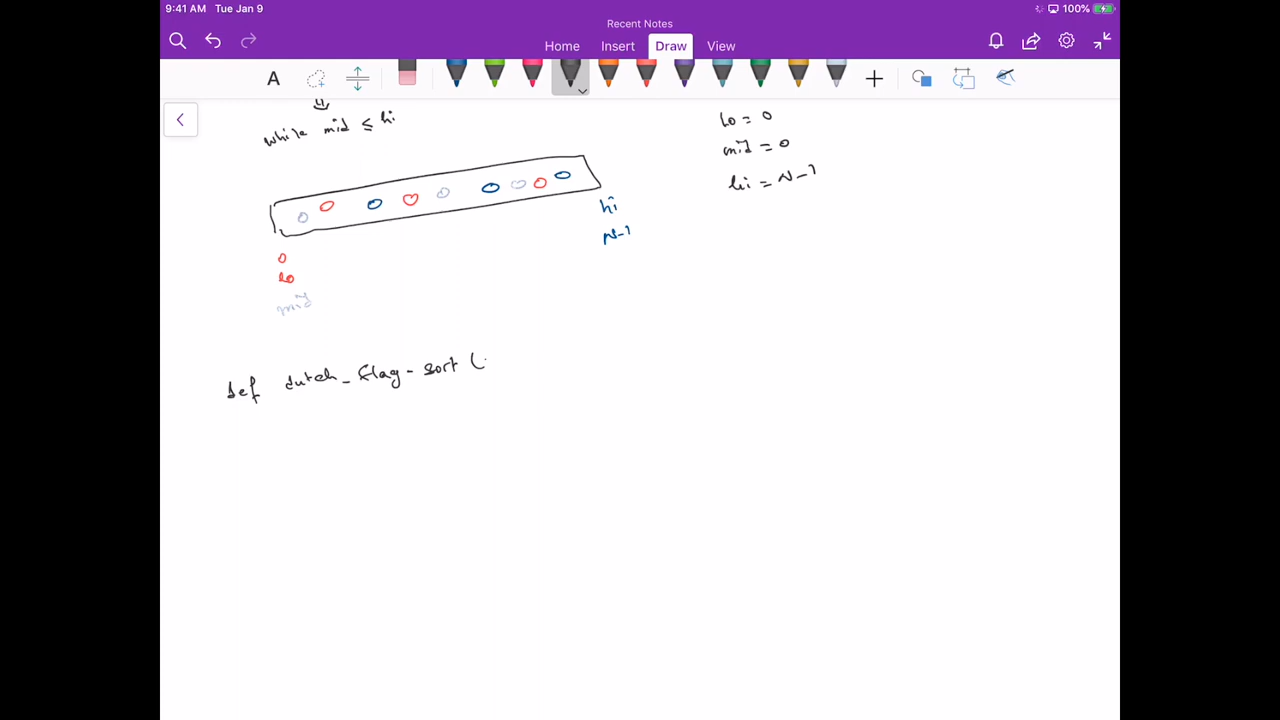 9:41 AM Tue Jan 9
100%
Recent Notes
Home Insert Draw View
A
while mid ≤ hi
lo = 0
mid = 0
hi = N-1
hi
N-1
0
lo
mid
def dutch_flag-sort (